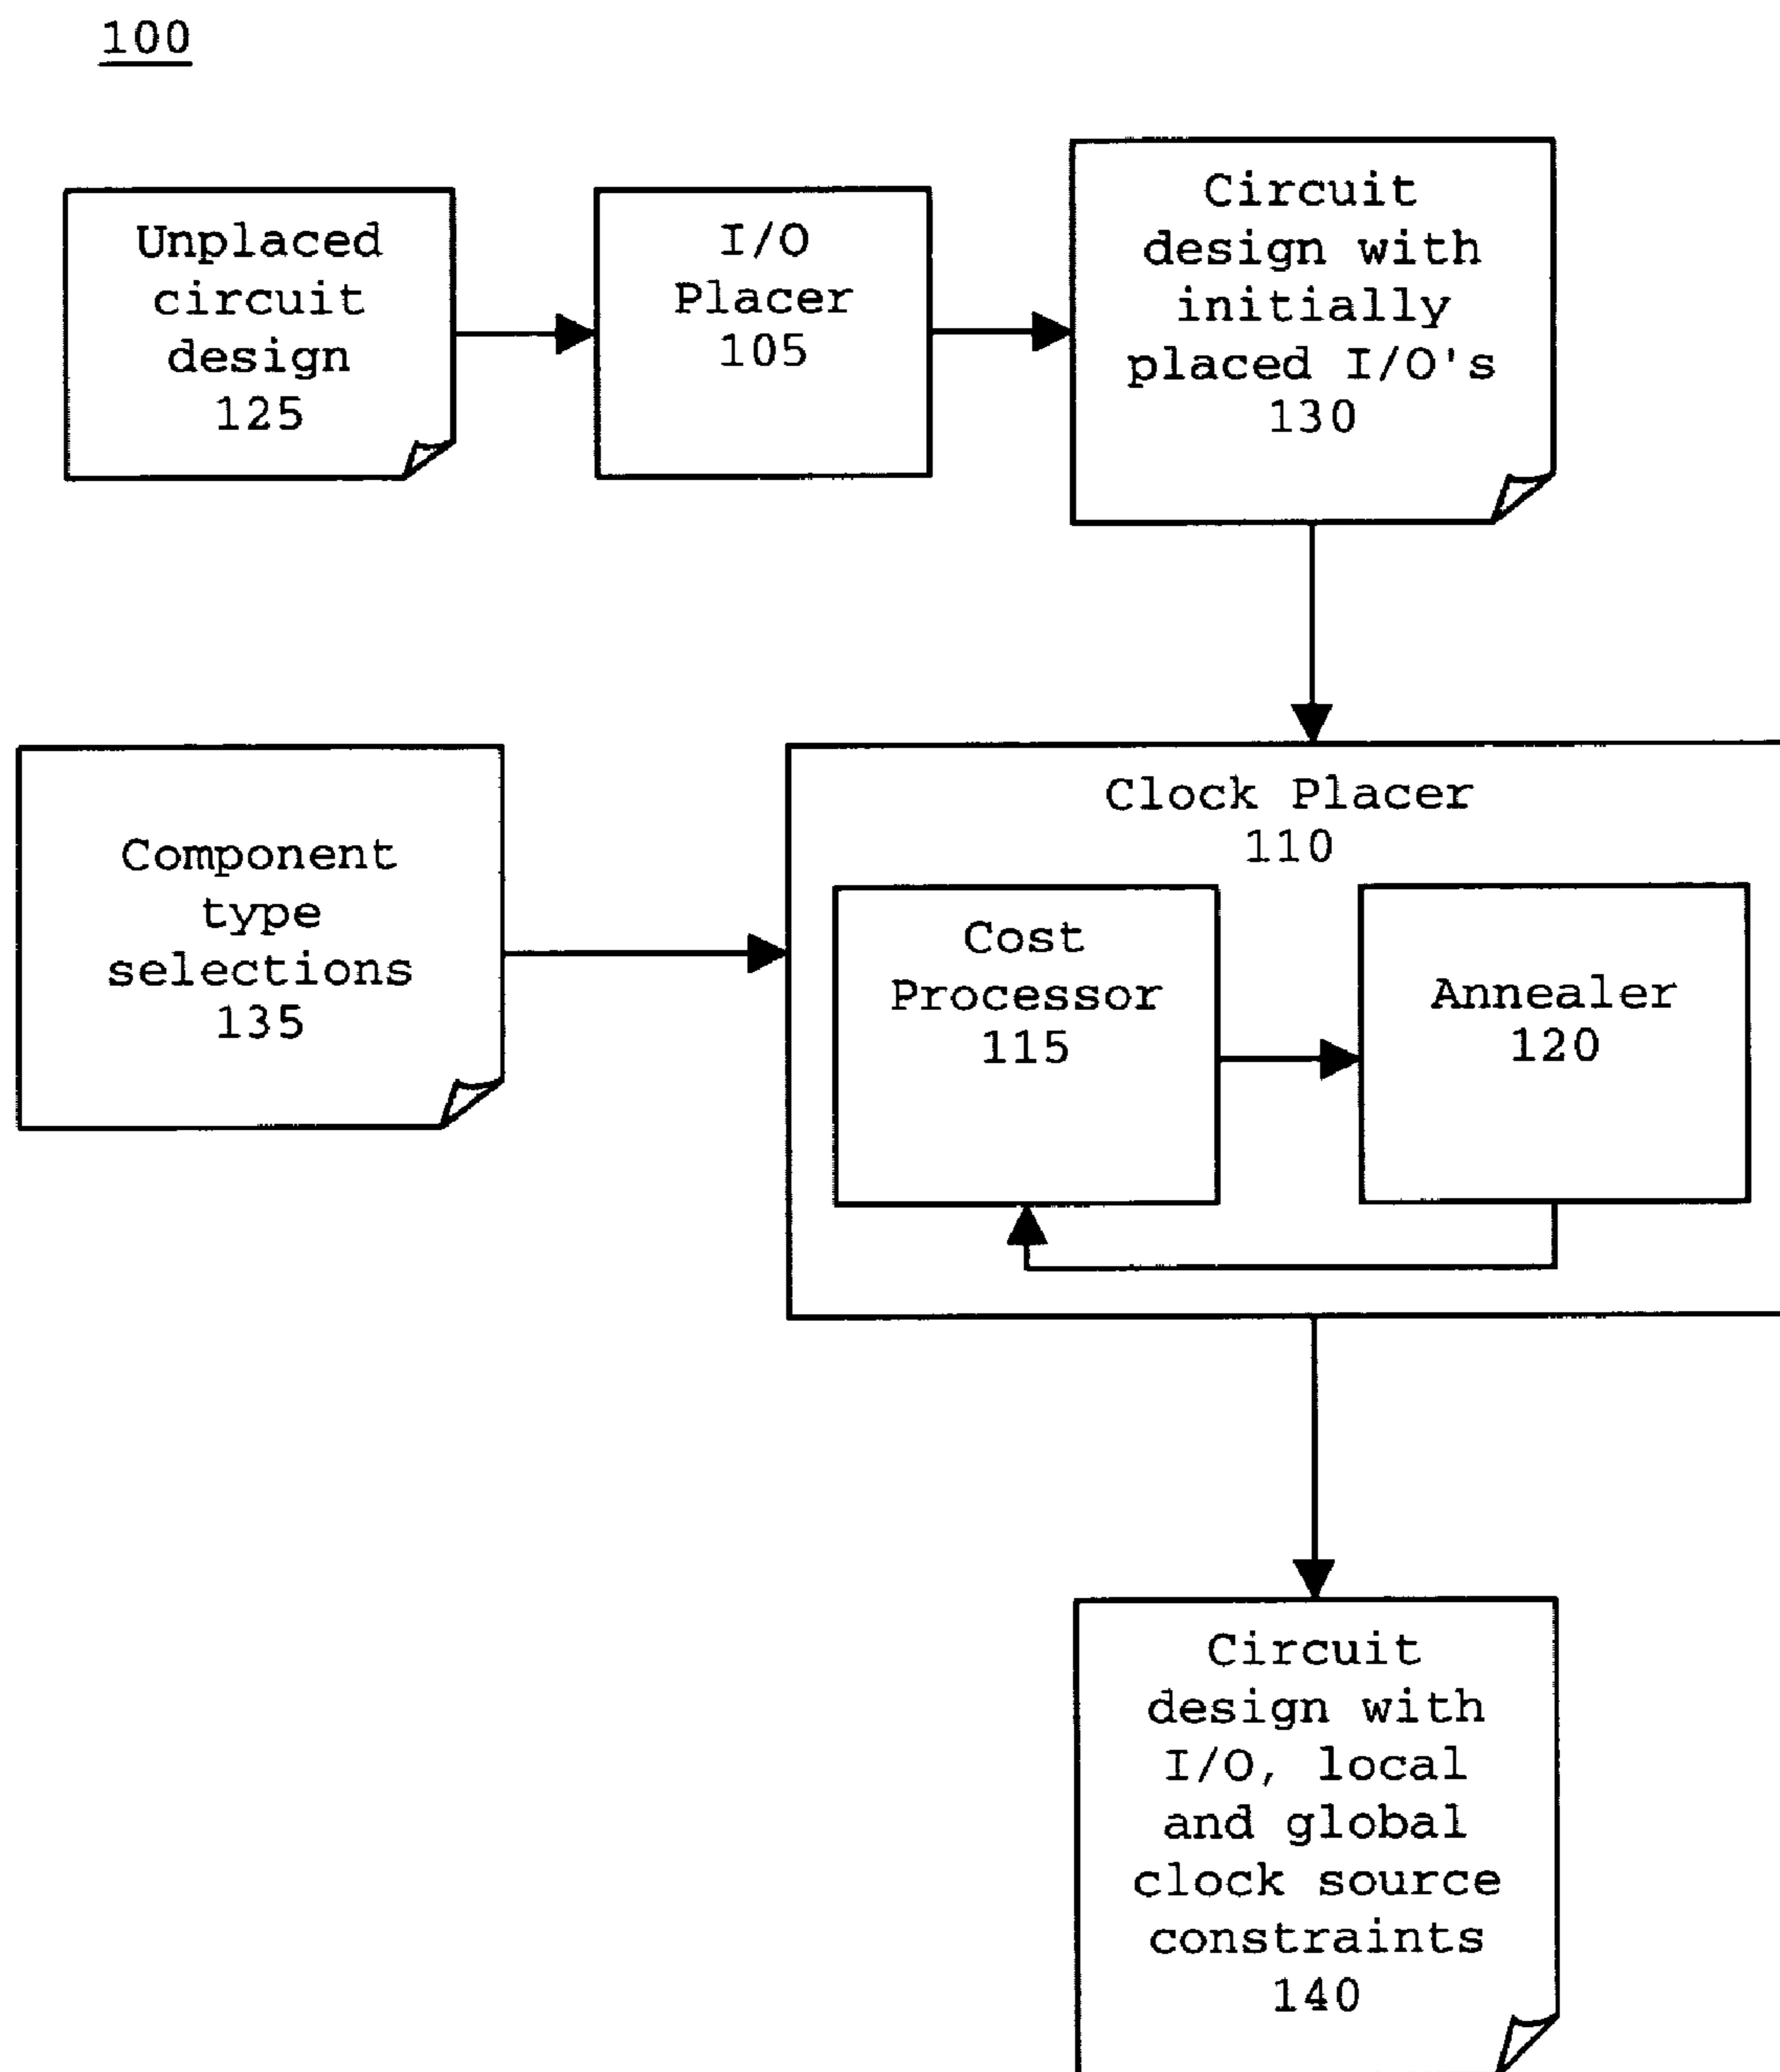 100
Unplaced
circuit
design
125
I/O
Placer
105
Circuit
design with
initially
placed I/O's
130
Component
type
selections
135
Clock Placer
110
Cost
Processor
115
Annealer
120
Circuit
design with
I/O, local
and global
clock source
constraints
140